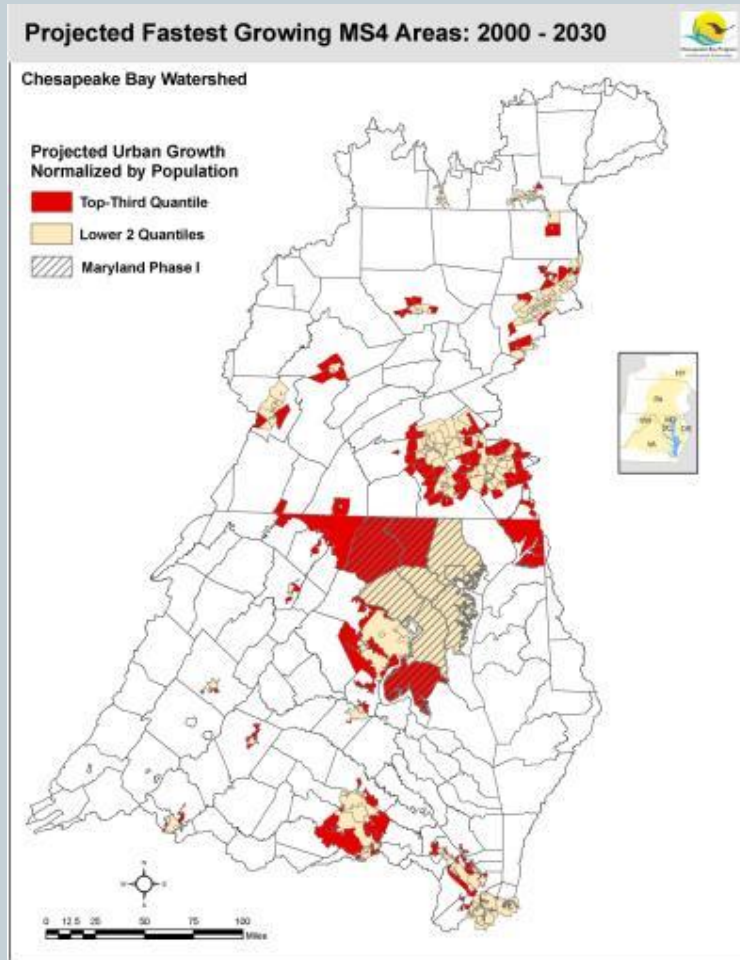 Projected Fastest Growing MS4 Areas: 2000 - 2030
Chesapeake Bay Watershed
Projected Urban Growth
Normalized by Population
Top-Third Quantile
Lower 2 Quantiles
Maryland Phase I
NY
PA
MD
DE
VA
N
S
0 12.5 25 50 75 100
Miles